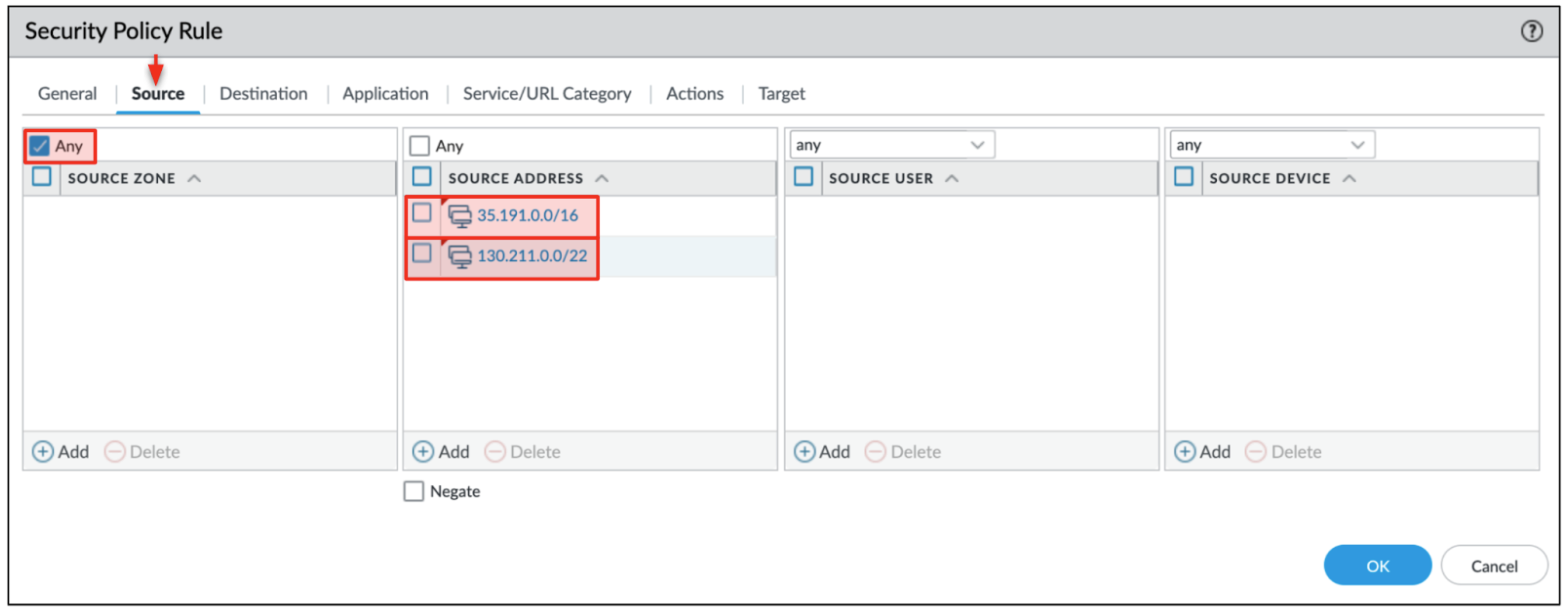 Security Policy Rule
General Source Destination Application Service/URL Category Actions Target
Any Any any any
SOURCE ZONE SOURCE ADDRESS SOURCE USER SOURCE DEVICE
35.191.0.0/16
130.211.0.0/22
Add Delete Add Delete Add Delete Add Delete
Negate
OK Cancel